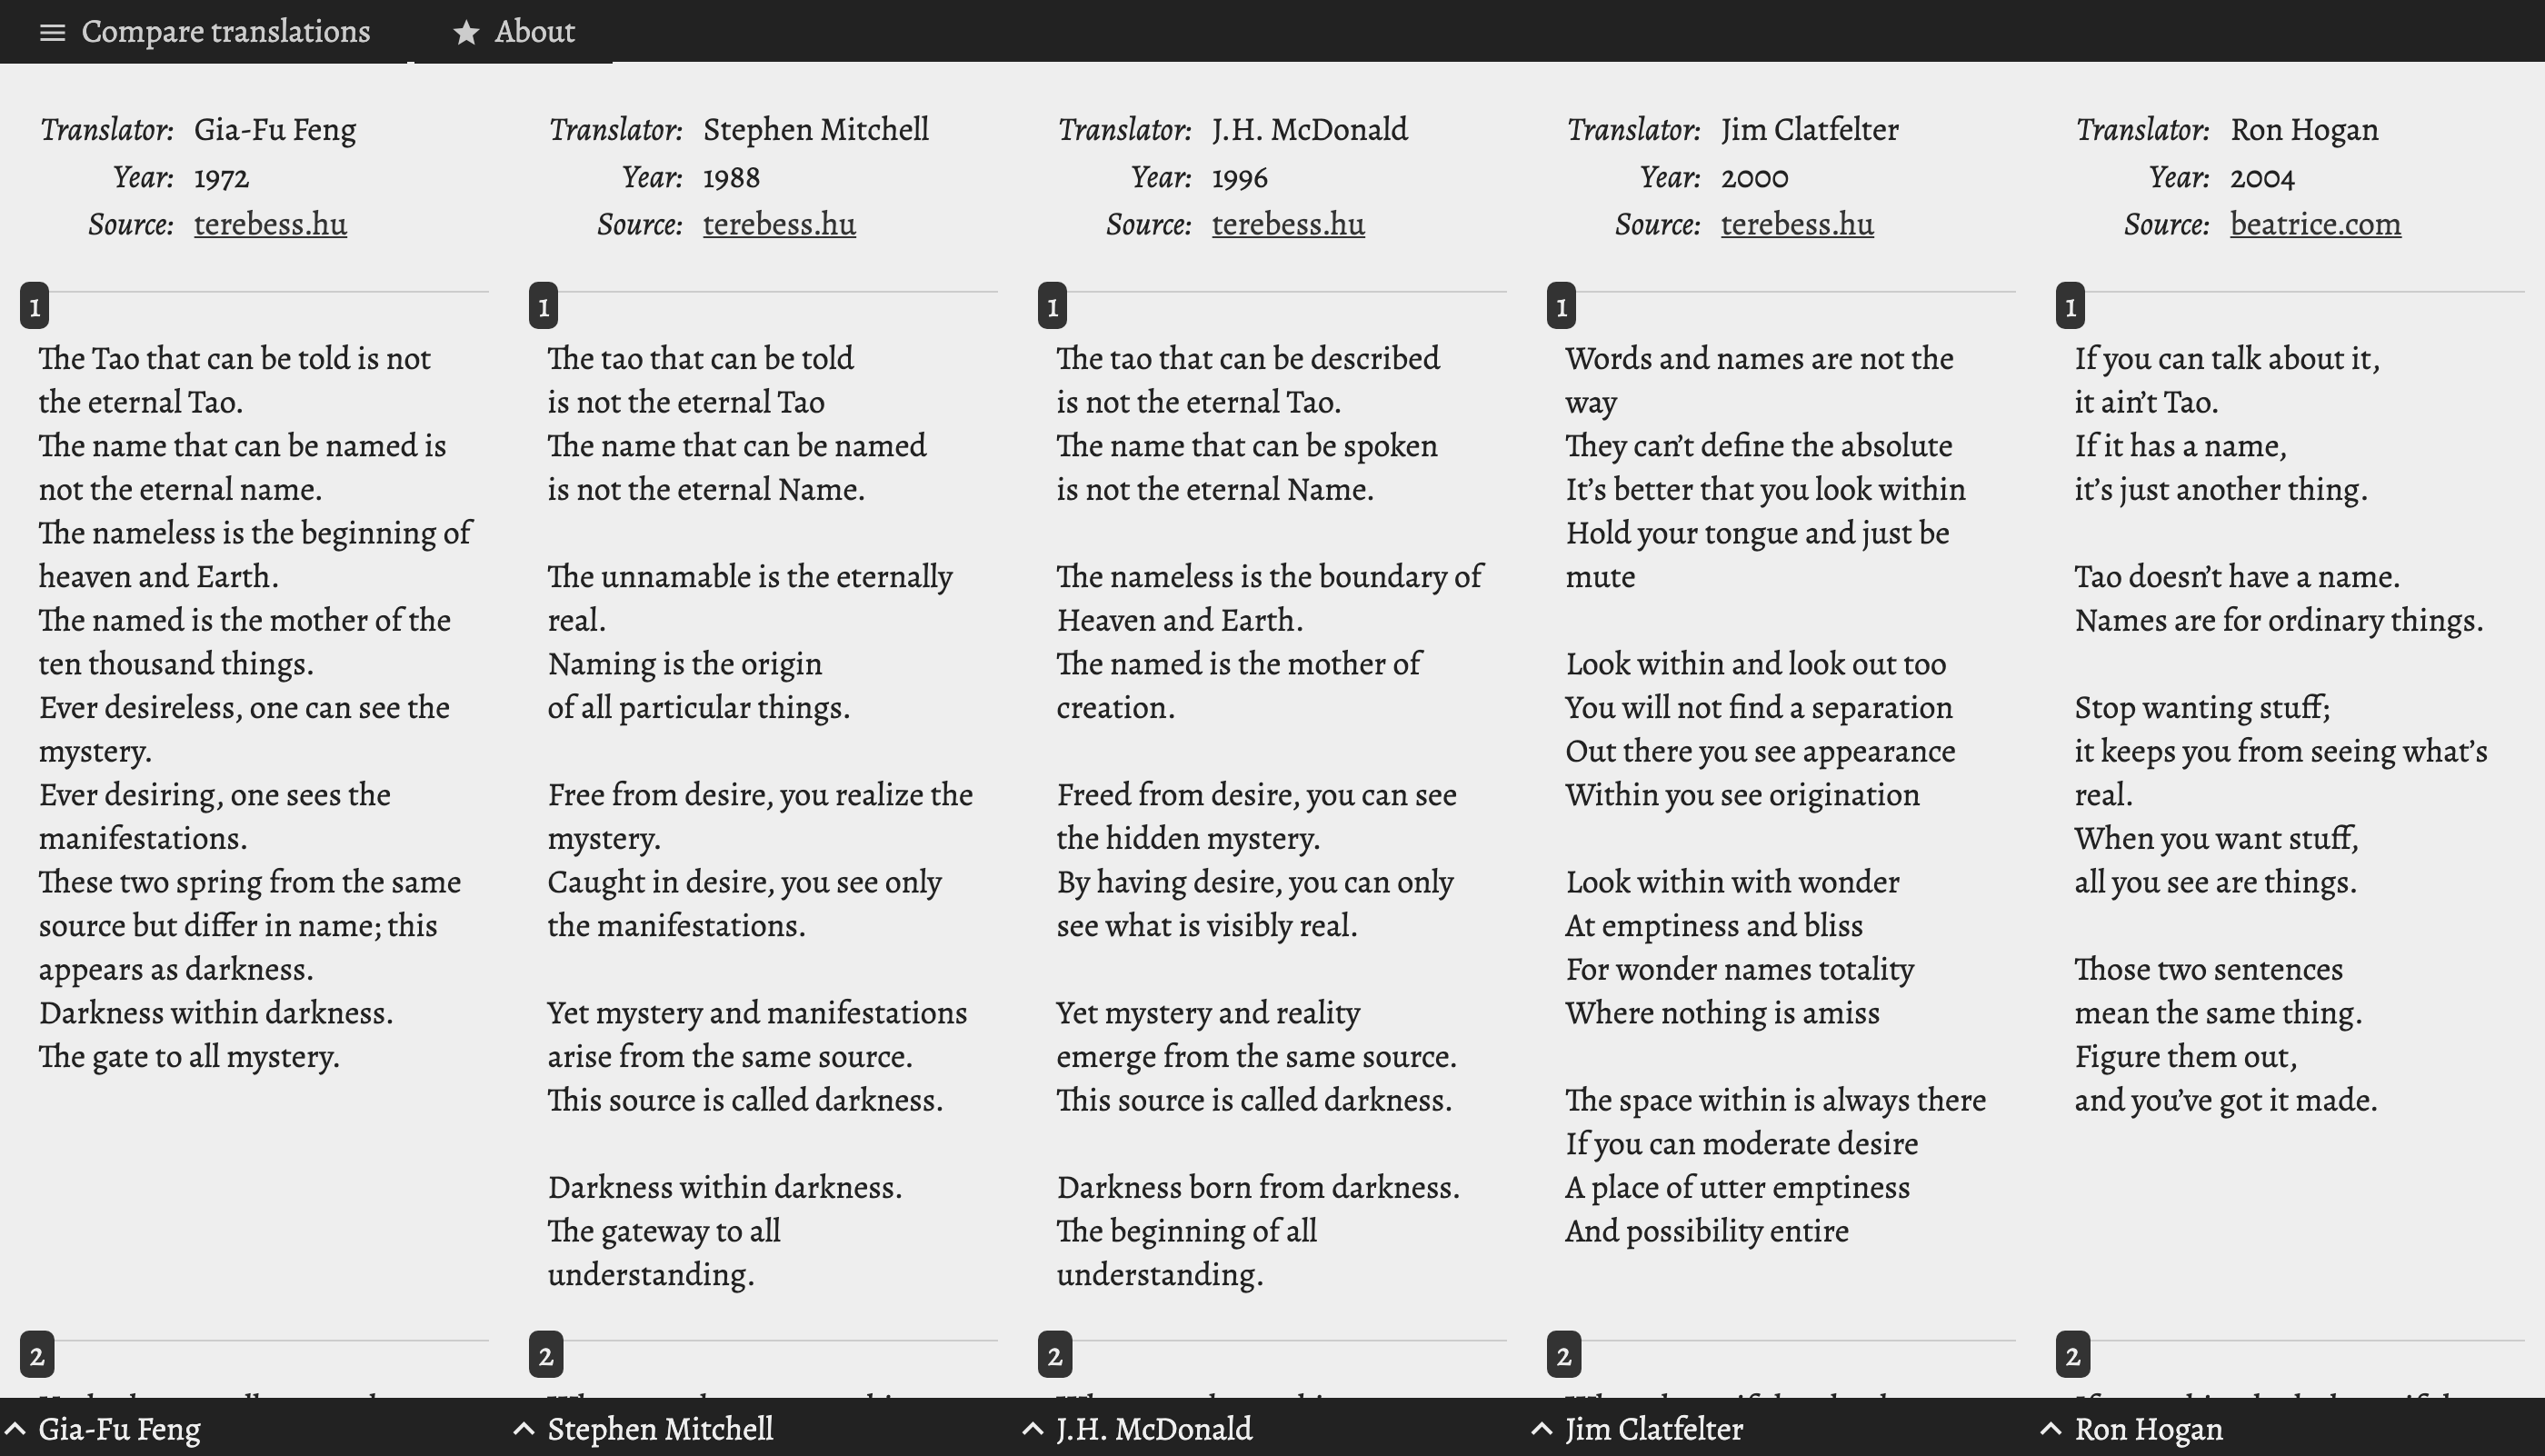 Compare translations
About
Translator: Gia-Fu Feng
Year: 1972
Source: terebess.hu
1
The Tao that can be told is not
the eternal Tao.
The name that can be named is
not the eternal name.
The nameless is the beginning of
heaven and Earth.
The named is the mother of the
ten thousand things.
Ever desireless, one can see the
mystery.
Ever desiring, one sees the
manifestations.
These two spring from the same
source but differ in name; this
appears as darkness.
Darkness within darkness.
The gate to all mystery.
2
Translator: Stephen Mitchell
Year: 1988
Source: terebess.hu
1
The tao that can be told
is not the eternal Tao
The name that can be named
is not the eternal Name.
The unnamable is the eternally
real.
Naming is the origin
of all particular things.
Free from desire, you realize the
mystery.
Caught in desire, you see only
the manifestations.
Yet mystery and manifestations
arise from the same source.
This source is called darkness.
Darkness within darkness.
The gateway to all
understanding.
2
Translator: J.H. McDonald
Year: 1996
Source: terebess.hu
1
The tao that can be described
is not the eternal Tao.
The name that can be spoken
is not the eternal Name.
The nameless is the boundary of
Heaven and Earth.
The named is the mother of
creation.
Freed from desire, you can see
the hidden mystery.
By having desire, you can only
see what is visibly real.
Yet mystery and reality
emerge from the same source.
This source is called darkness.
Darkness born from darkness.
The beginning of all
understanding.
2
Translator: Jim Clatfelter
Year: 2000
Source: terebess.hu
1
Words and names are not the
way
They can’t define the absolute
It’s better that you look within
Hold your tongue and just be
mute
Look within and look out too
You will not find a separation
Out there you see appearance
Within you see origination
Look within with wonder
At emptiness and bliss
For wonder names totality
Where nothing is amiss
The space within is always there
If you can moderate desire
A place of utter emptiness
And possibility entire
2
Translator: Ron Hogan
Year: 2004
Source: beatrice.com
1
If you can talk about it,
it ain’t Tao.
If it has a name,
it’s just another thing.
Tao doesn’t have a name.
Names are for ordinary things.
Stop wanting stuff;
it keeps you from seeing what’s
real.
When you want stuff,
all you see are things.
Those two sentences
mean the same thing.
Figure them out,
and you’ve got it made.
2
Gia-Fu Feng
Stephen Mitchell
J.H. McDonald
Jim Clatfelter
Ron Hogan